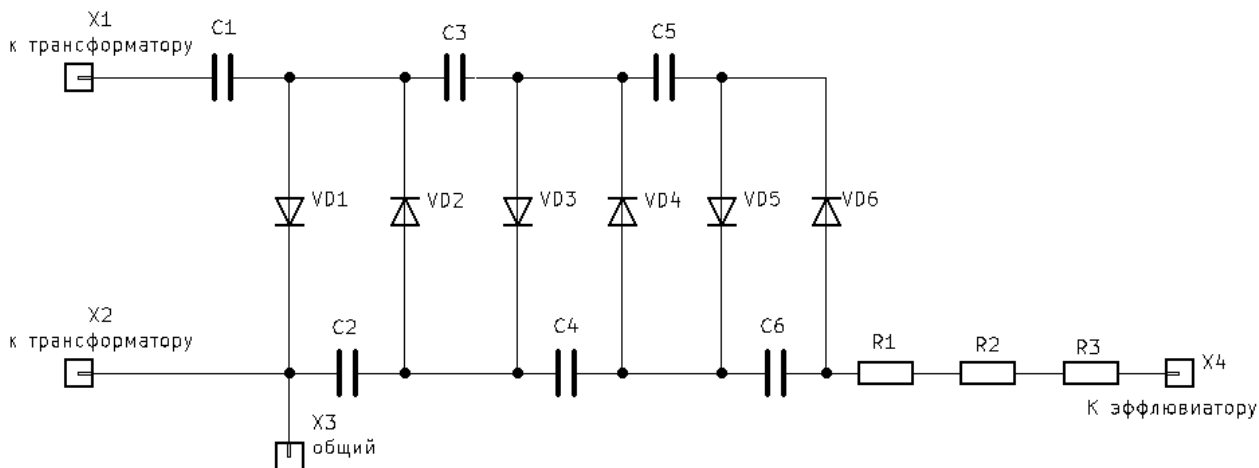 X1
к трансформатору
C1
C3
C5
VD1
VD2
VD3
VD4
VD5
VD6
X2
к трансформатору
C2
C4
C6
R1
R2
R3
X4
К эффлювиатору
X3
общий